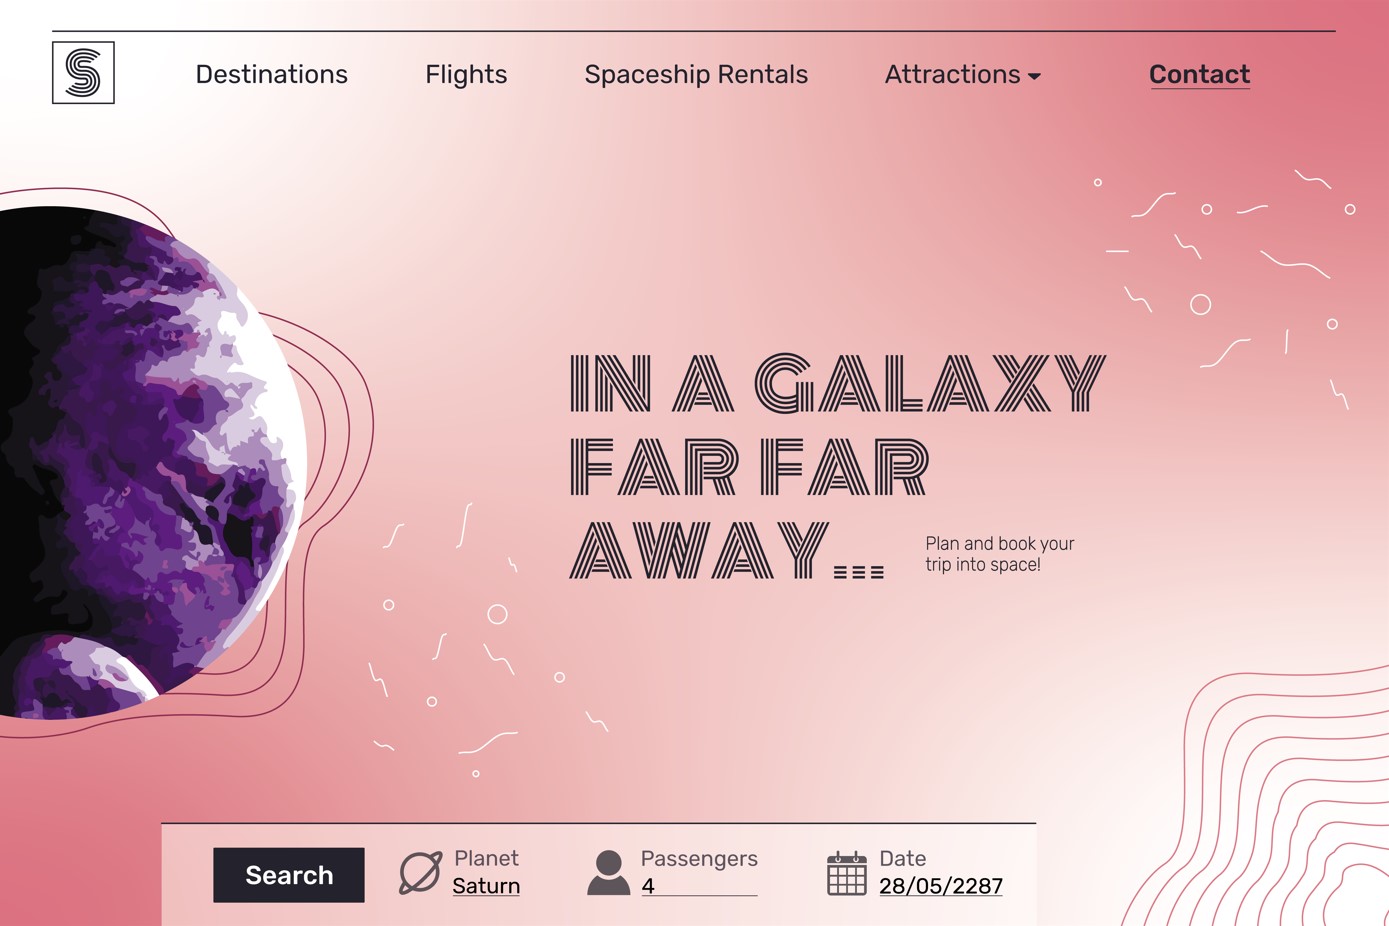 S
Destinations
Flights
Spaceship Rentals
Attractions
Contact
IN A GALAXY
FAR FAR
AWAY...
Plan and book your
trip into space!
Search
Planet
Saturn
Passengers
4
Date
28/05/2287